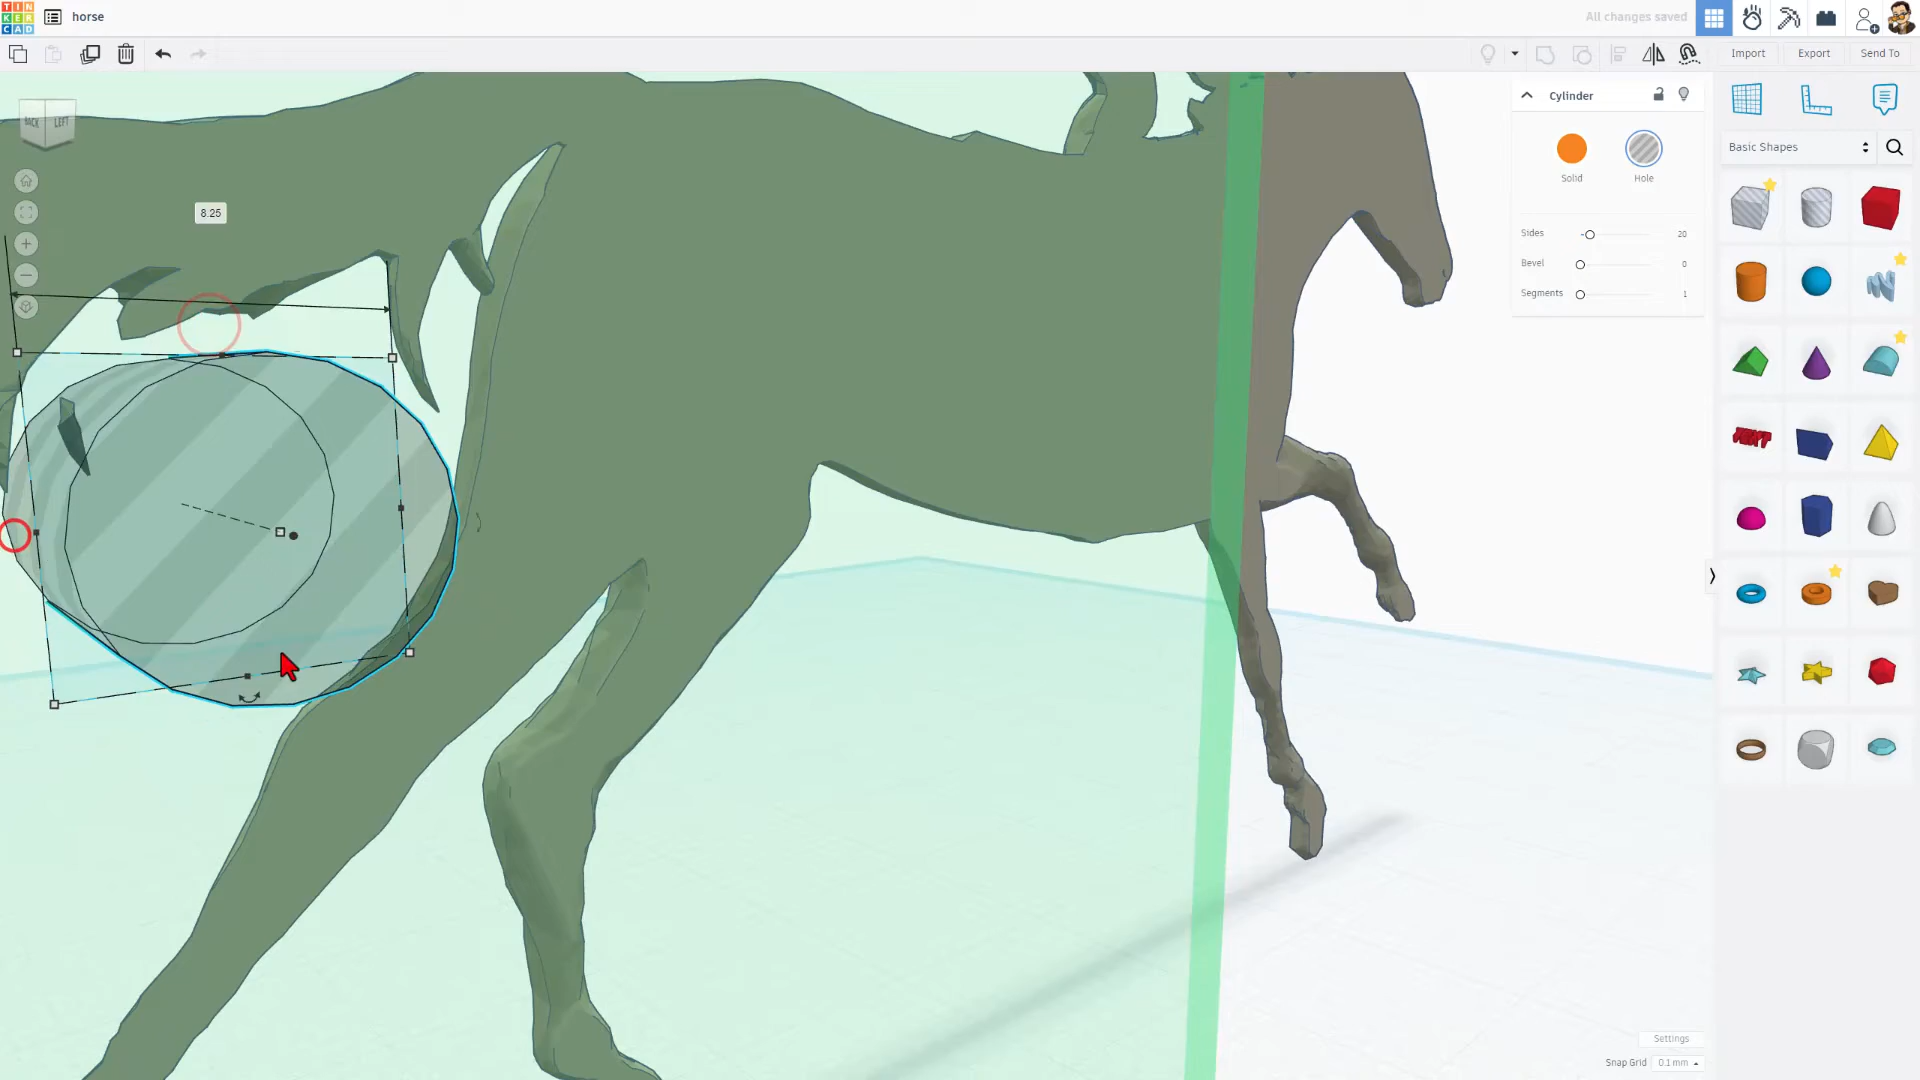 TIN
KER
CAD
horse
All changes saved
Import
Export
Send To
BACK
LEFT
8.25
Cylinder
Solid
Hole
Sides
20
Bevel
0
Segments
1
Basic Shapes
TEXT
Settings
Snap Grid
0.1 mm